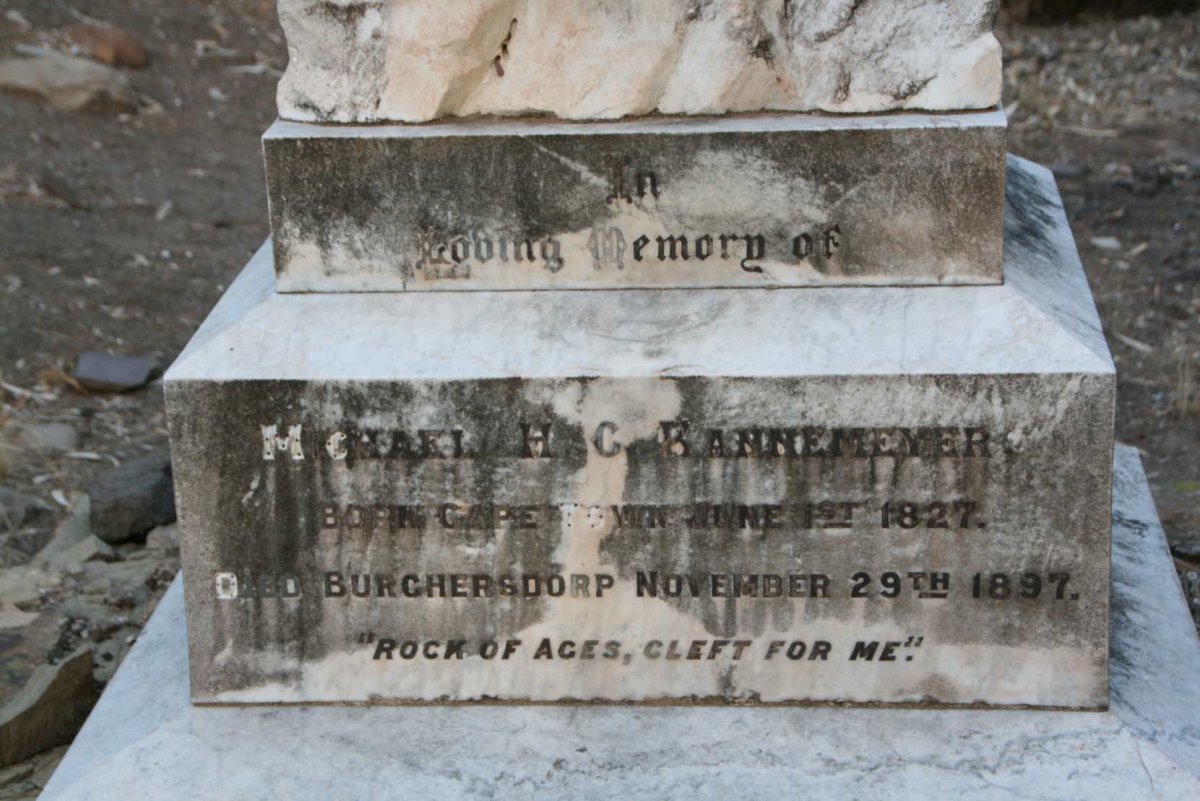 In
Loving Memory of
MICHAEL H C KANNEMEYER
BORN CAPE TOWN JUNE 1ST 1827.
DIED BURGHERSDORP NOVEMBER 29TH 1897.
"ROCK OF AGES, CLEFT FOR ME".